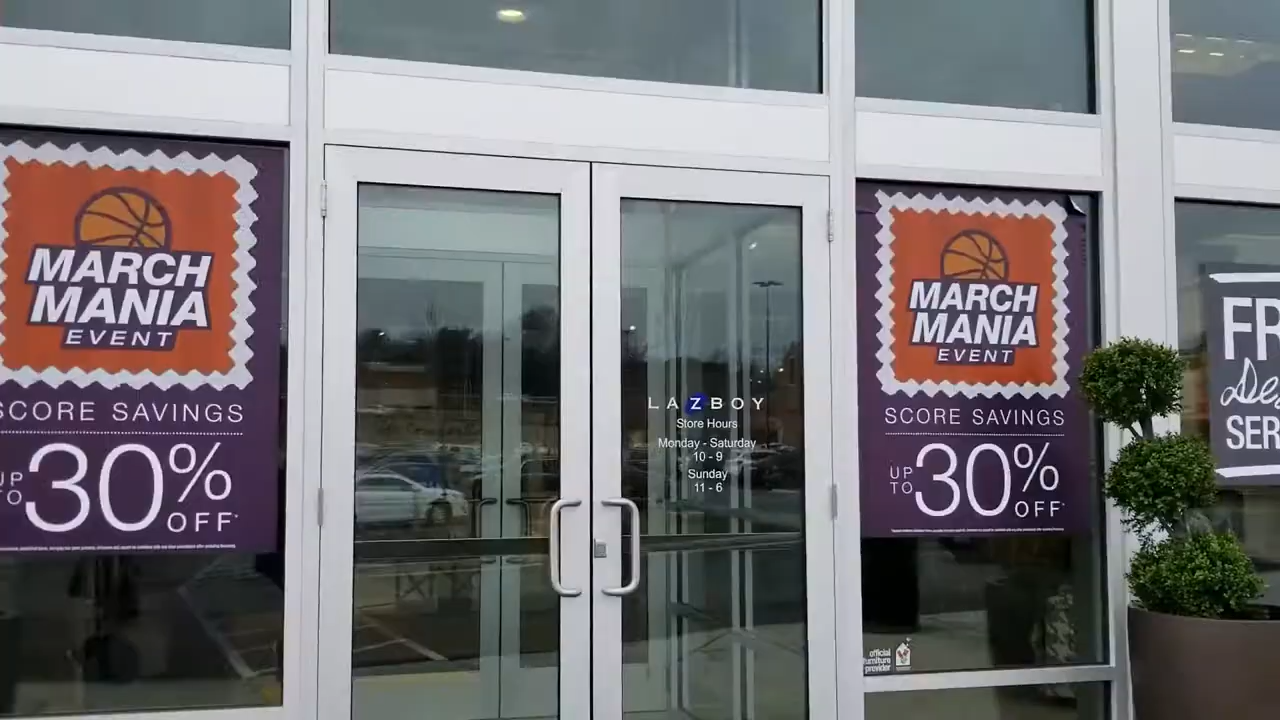 MARCH
MANIA
EVENT
SCORE SAVINGS
UP
TO
30%
OFF*
LAZBOY
Store Hours
Monday - Saturday
10 - 9
Sunday
11 - 6
MARCH
MANIA
EVENT
SCORE SAVINGS
UP
TO
30%
OFF*
official
furniture
provider
FR
De
SER